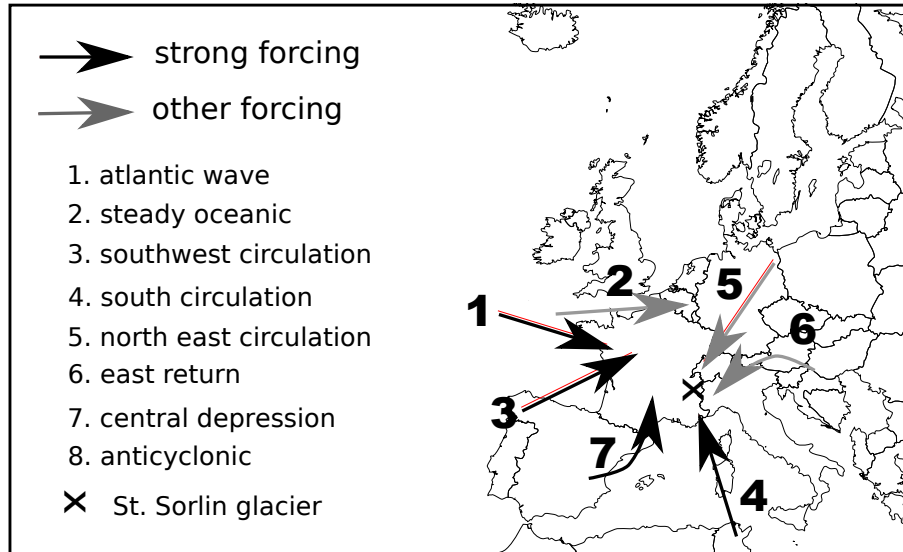 strong forcing
other forcing
1. atlantic wave
2. steady oceanic
3. southwest circulation
4. south circulation
5. north east circulation
6. east return
7. central depression
8. anticyclonic
St. Sorlin glacier
2
5
1
6
3
7
4